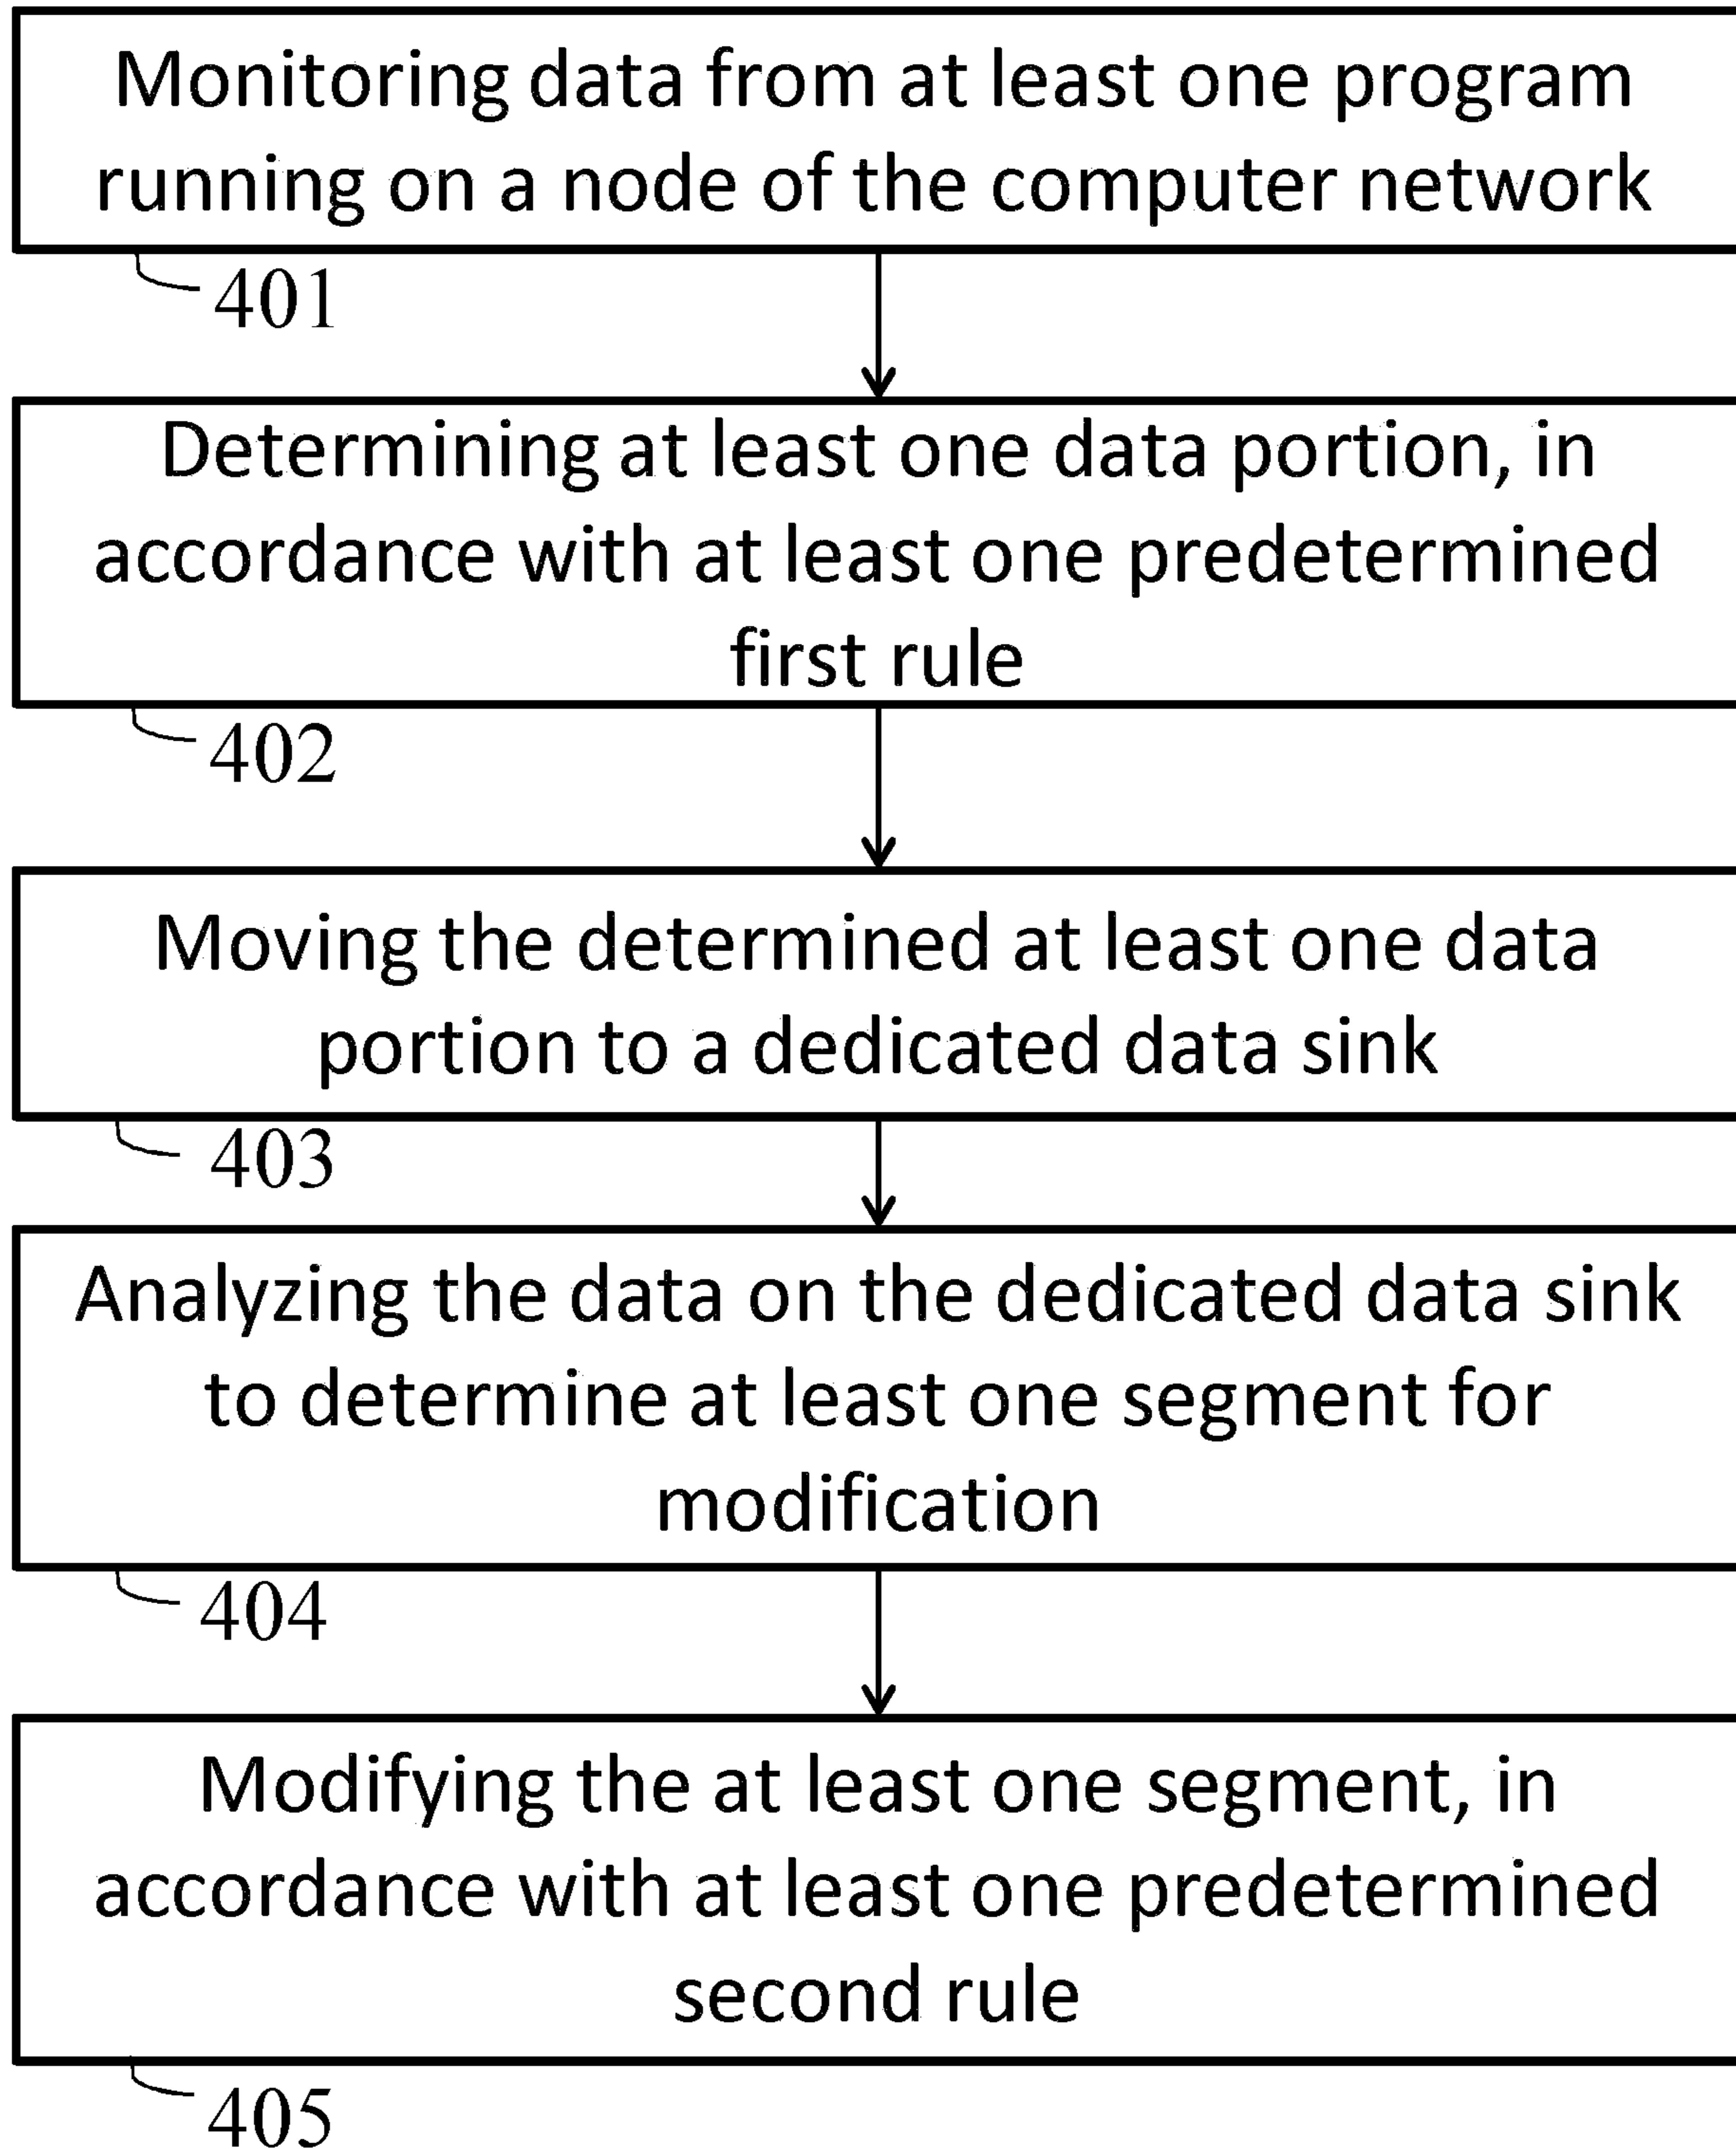 Monitoring data from at least one program
running on a node of the computer network
401
Determining at least one data portion, in
accordance with at least one predetermined
first rule
402
Moving the determined at least one data
portion to a dedicated data sink
403
Analyzing the data on the dedicated data sink
to determine at least one segment for
modification
404
Modifying the at least one segment, in
accordance with at least one predetermined
second rule
405